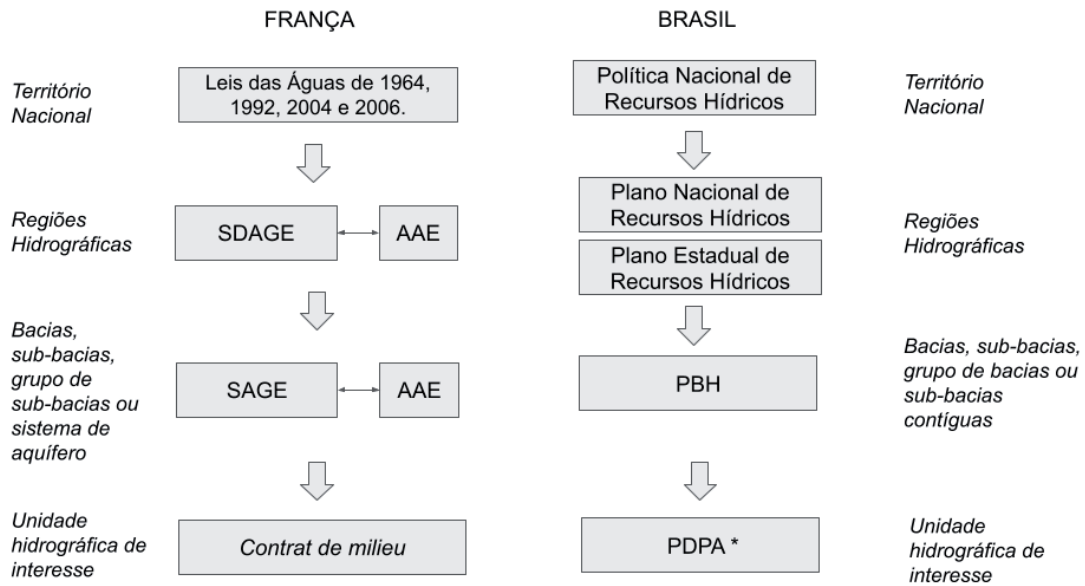 FRANÇA
BRASIL
Território
Nacional
Leis das Águas de 1964,
1992, 2004 e 2006.
Política Nacional de
Recursos Hídricos
Território
Nacional
Regiões
Hidrográficas
SDAGE
AAE
Plano Nacional de
Recursos Hídricos
Plano Estadual de
Recursos Hídricos
Regiões
Hidrográficas
Bacias,
sub-bacias,
grupo de
sub-bacias ou
sistema de
aquífero
SAGE
AAE
PBH
Bacias, sub-bacias,
grupo de bacias ou
sub-bacias
contíguas
Unidade
hidrográfica de
interesse
Contrat de milieu
PDPA *
Unidade
hidrográfica de
interesse